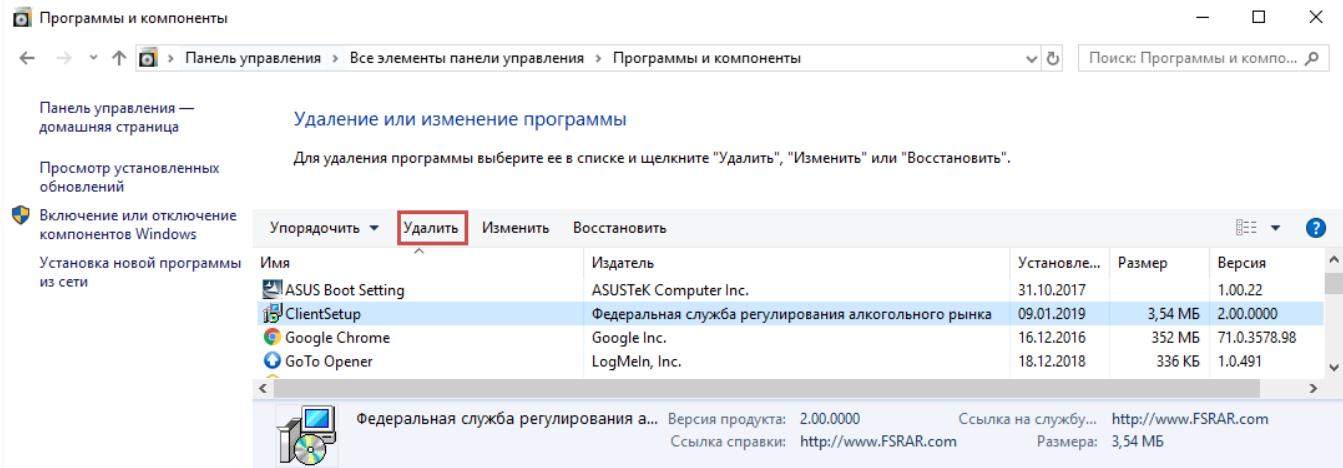 Программы и компоненты
Панель управления > Все элементы панели управления > Программы и компоненты
Поиск: Программы и компо...
Панель управления —
домашняя страница
Просмотр установленных
обновлений
Включение или отключение
компонентов Windows
Установка новой программы
из сети
Удаление или изменение программы
Для удаления программы выберите ее в списке и щелкните "Удалить", "Изменить" или "Восстановить".
Упорядочить Удалить Изменить Восстановить
Имя Издатель Установле... Размер Версия
ASUS Boot Setting ASUSTeK Computer Inc. 31.10.2017 1.00.22
ClientSetup Федеральная служба регулирования алкогольного рынка 09.01.2019 3,54 МБ 2.00.0000
Google Chrome Google Inc. 16.12.2016 352 МБ 71.0.3578.98
GoTo Opener LogMeIn, Inc. 18.12.2018 336 КБ 1.0.491
Федеральная служба регулирования а... Версия продукта: 2.00.0000 Ссылка на службу... http://www.FSRAR.com
Ссылка справки: http://www.FSRAR.com Размера: 3,54 МБ